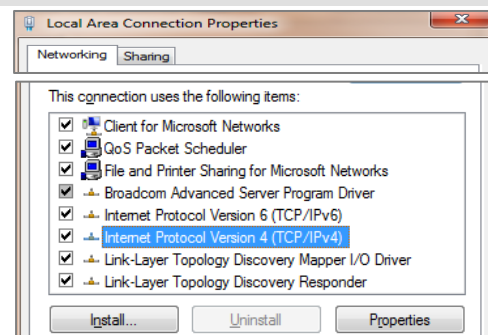 Local Area Connection Properties
Networking Sharing
This connection uses the following items:
Client for Microsoft Networks
QoS Packet Scheduler
File and Printer Sharing for Microsoft Networks
Broadcom Advanced Server Program Driver
Internet Protocol Version 6 (TCP/IPv6)
Internet Protocol Version 4 (TCP/IPv4)
Link-Layer Topology Discovery Mapper I/O Driver
Link-Layer Topology Discovery Responder
Install... Uninstall Properties